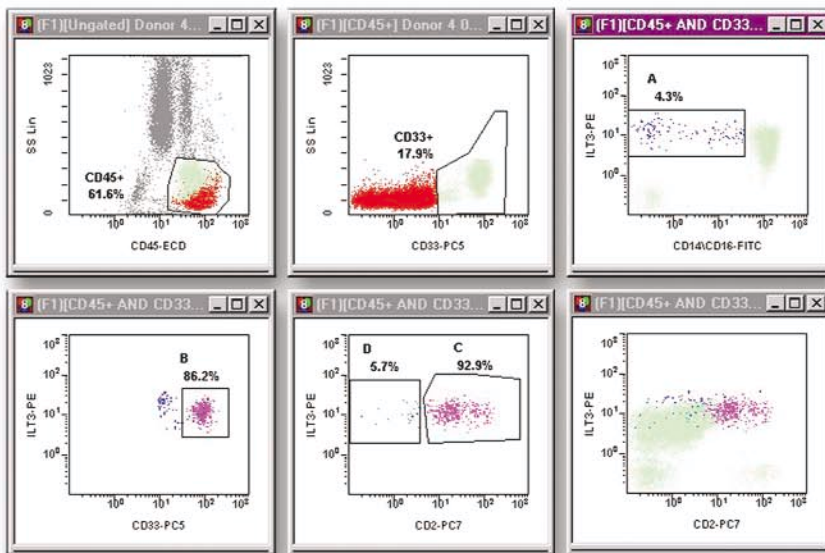 (F1)[Ungated] Donor 4...
1023
SS Lin
0
CD45+
61.6%
10⁰ 10¹ 10² 10³
CD45-ECD
(F1)[CD45+] Donor 4 0...
1023
SS Lin
0
CD33+
17.9%
10⁰ 10¹ 10² 10³
CD33-PC5
(F1)[CD45+ AND CD33...
10³
10²
10¹
10⁰
ILT3-PE
A
4.3%
10⁰ 10¹ 10² 10³
CD14\CD16-FITC
(F1)[CD45+ AND CD33...
10³
10²
10¹
10⁰
ILT3-PE
B
86.2%
10⁰ 10¹ 10² 10³
CD33-PC5
(F1)[CD45+ AND CD33...
10³
10²
10¹
10⁰
ILT3-PE
D
5.7%
C
92.9%
10⁰ 10¹ 10² 10³
CD2-PC7
(F1)[CD45+ AND CD33...
10³
10²
10¹
10⁰
ILT3-PE
10⁰ 10¹ 10² 10³
CD2-PC7